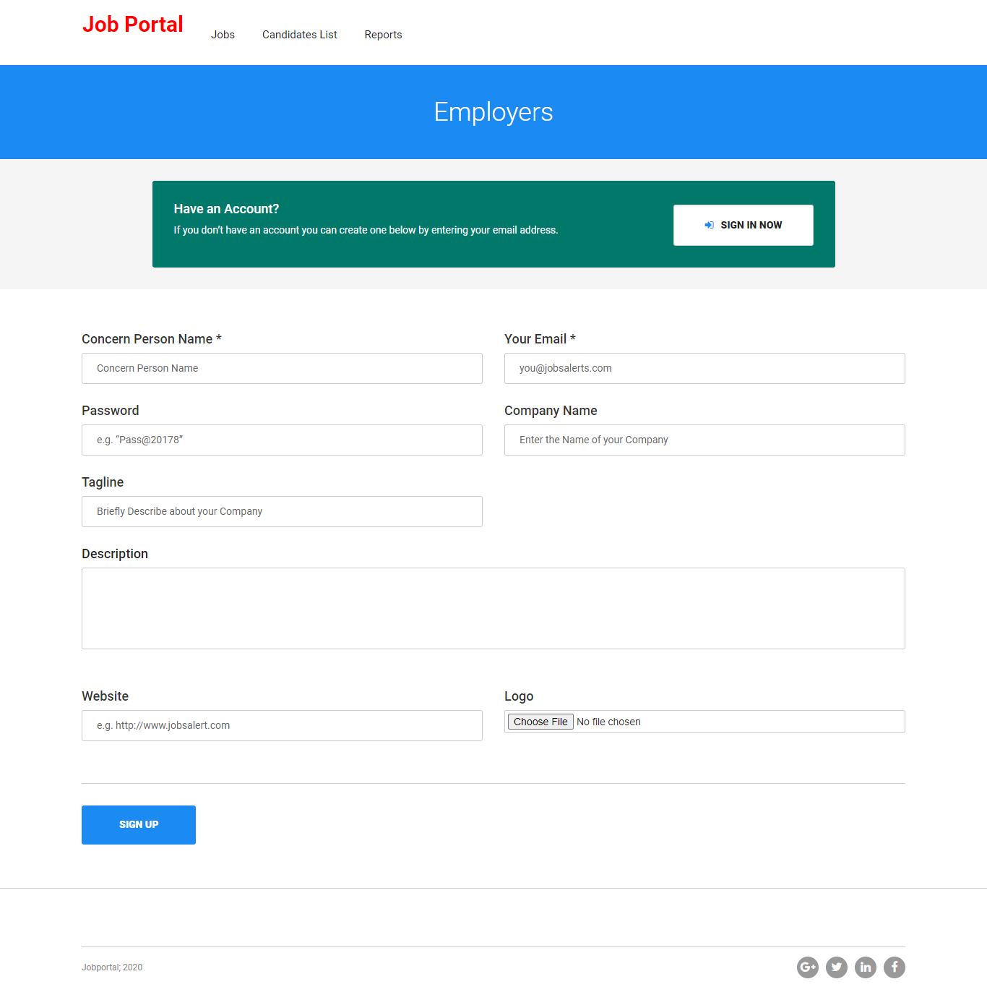 Job Portal
Jobs
Candidates List
Reports
Employers
Have an Account?
If you don’t have an account you can create one below by entering your email address.
SIGN IN NOW
Concern Person Name *
Your Email *
Concern Person Name
you@jobsalerts.com
Password
Company Name
e.g. “Pass@20178”
Enter the Name of your Company
Tagline
Briefly Describe about your Company
Description
Website
Logo
e.g. http://www.jobsalert.com
Choose File No file chosen
SIGN UP
Jobportal; 2020